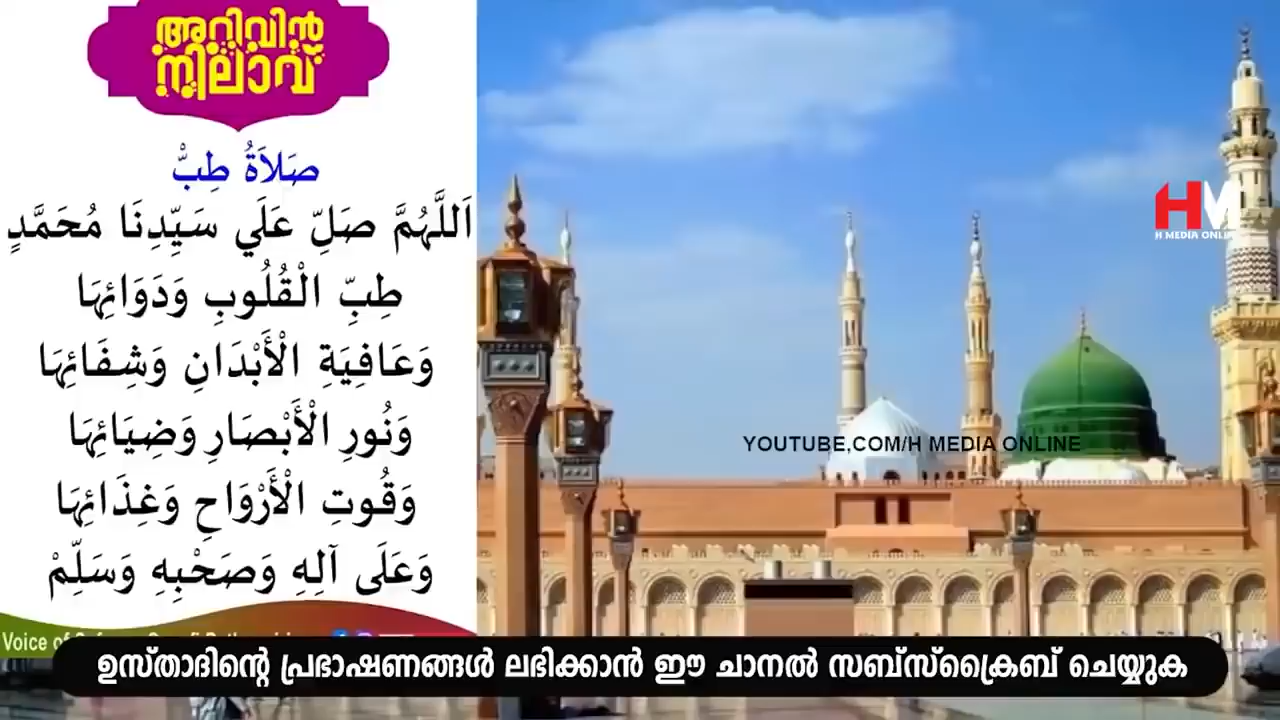 അറിവിൻ
നിലാവ്
صَلاَةُ طِبّْ
اَللَّهُمَّ صَلِّ عَلَي سَيِّدِنَا مُحَمَّدٍ
طِبِّ الْقُلُوبِ وَدَوَائِهَا
وَعَافِيَةِ الْأَبْدَانِ وَشِفَائِهَا
وَنُورِ الْأَبْصَارِ وَضِيَائِهَا
وَقُوتِ الْأَرْوَاحِ وَغِذَائِهَا
وَعَلَى آلِهِ وَصَحْبِهِ وَسَلِّمْ
Voice of
HM
H MEDIA ONLINE
YOUTUBE,COM/H MEDIA ONLINE
ഉസ്താദിന്റെ പ്രഭാഷണങ്ങൾ ലഭിക്കാൻ ഈ ചാനൽ സബ്സ്ക്രൈബ് ചെയ്യുക